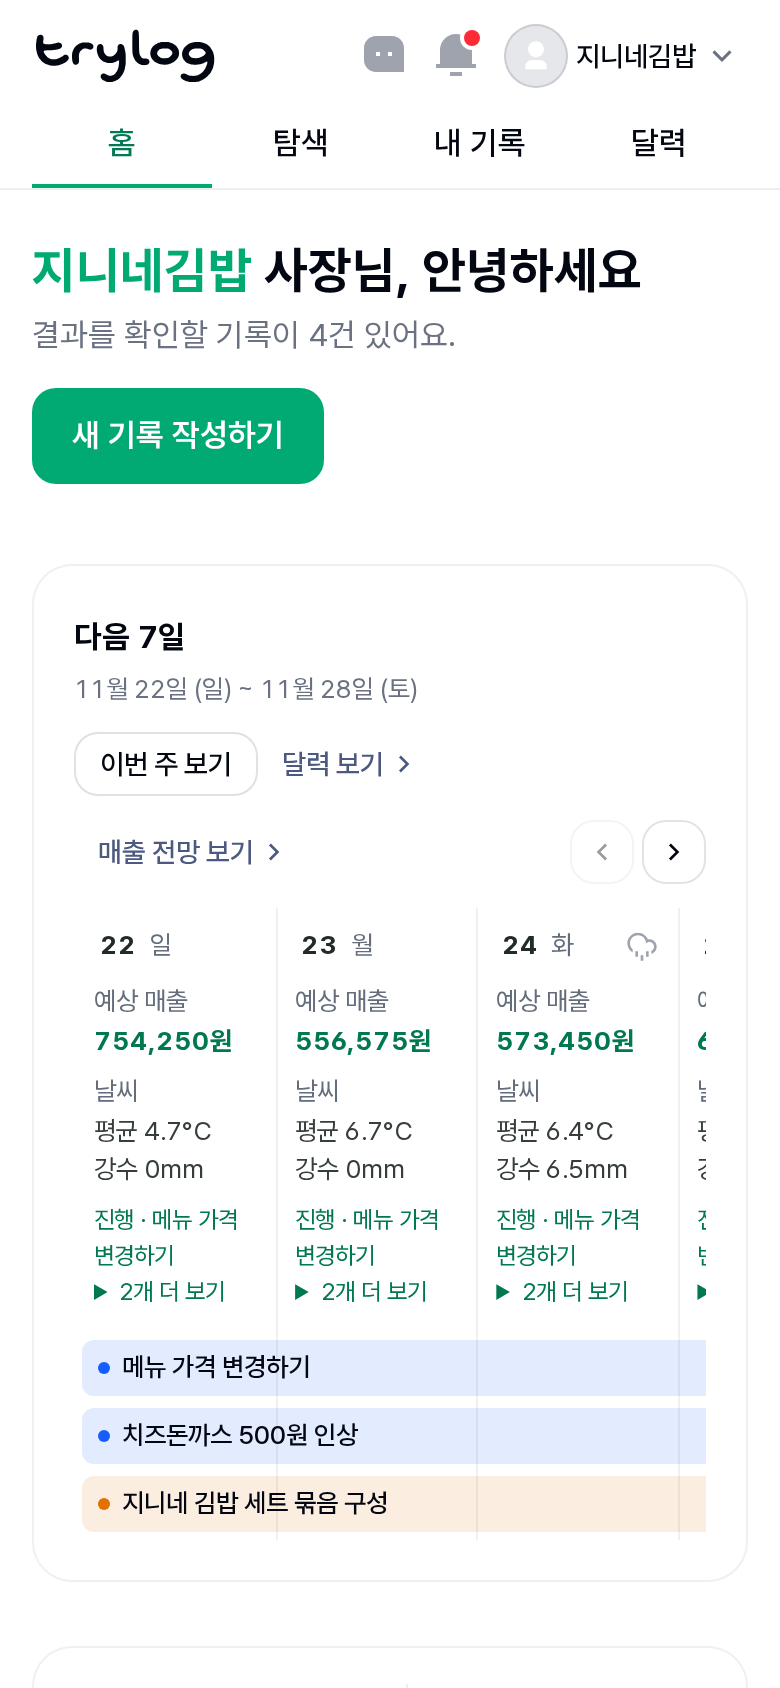 trylog
지니네김밥
홈 탐색 내 기록 달력
지니네김밥 사장님, 안녕하세요
결과를 확인할 기록이 4건 있어요.
새 기록 작성하기
다음 7일
11월 22일 (일) ~ 11월 28일 (토)
이번 주 보기 달력 보기
매출 전망 보기
22 일
예상 매출
754,250원
날씨
평균 4.7°C
강수 0mm
진행 · 메뉴 가격
변경하기
2개 더 보기
23 월
예상 매출
556,575원
날씨
평균 6.7°C
강수 0mm
진행 · 메뉴 가격
변경하기
2개 더 보기
24 화
예상 매출
573,450원
날씨
평균 6.4°C
강수 6.5mm
진행 · 메뉴 가격
변경하기
2개 더 보기
메뉴 가격 변경하기
치즈돈까스 500원 인상
지니네 김밥 세트 묶음 구성